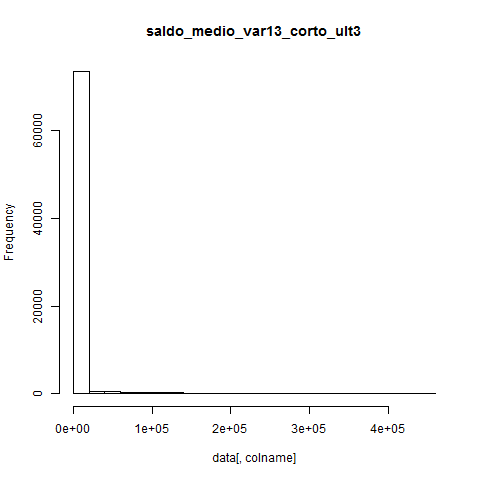 saldo_medio_var13_corto_ult3
Frequency
60000
40000
20000
0
0e+00 1e+05 2e+05 3e+05 4e+05
data[, colname]